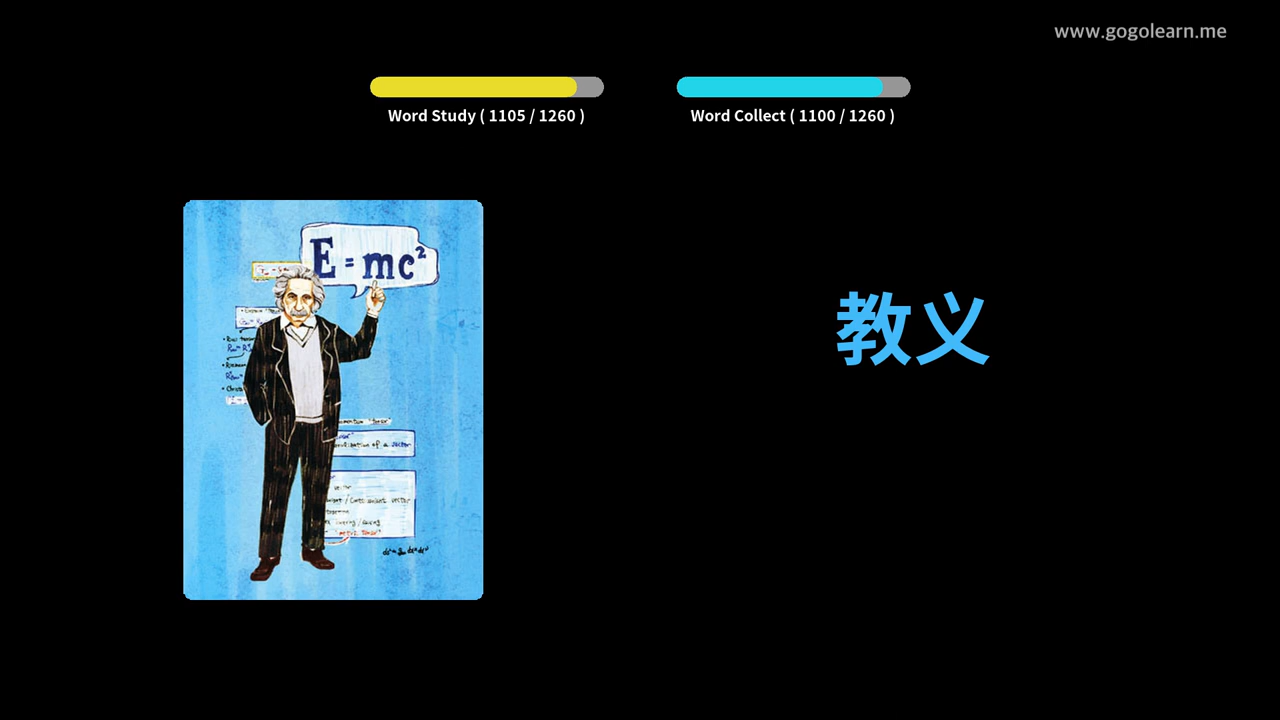 www.gogolearn.me
Word Study ( 1105 / 1260 )
Word Collect ( 1100 / 1260 )
E = mc²
教义